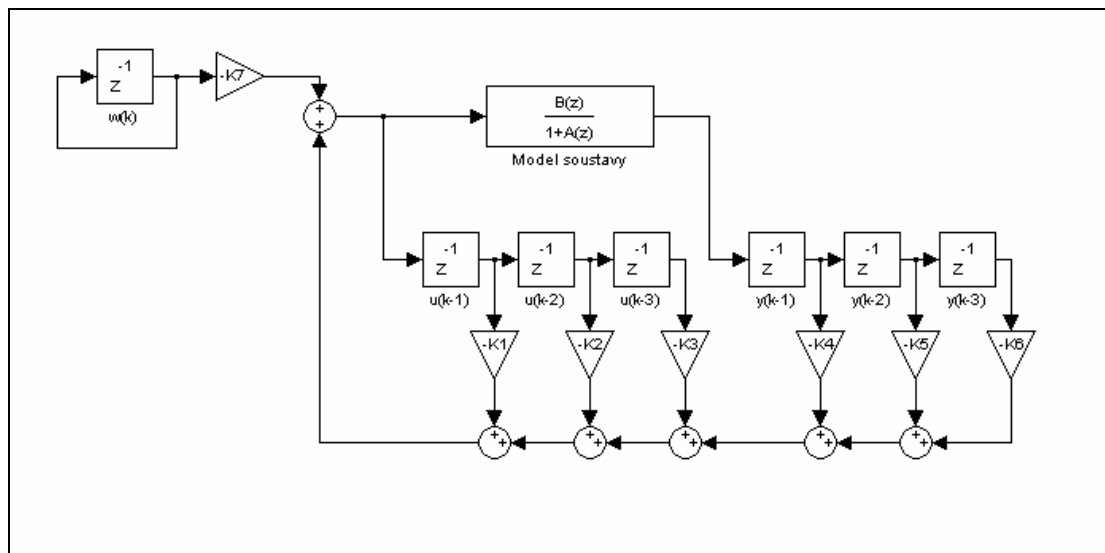 -1
z
w(k)
-K7
+
+
B(z)
1+A(z)
Model soustavy
-1
z
u(k-1)
-1
z
u(k-2)
-1
z
u(k-3)
-1
z
y(k-1)
-1
z
y(k-2)
-1
z
y(k-3)
-K1
-K2
-K3
-K4
-K5
-K6
+
+
+
+
+
+
+
+
+
+